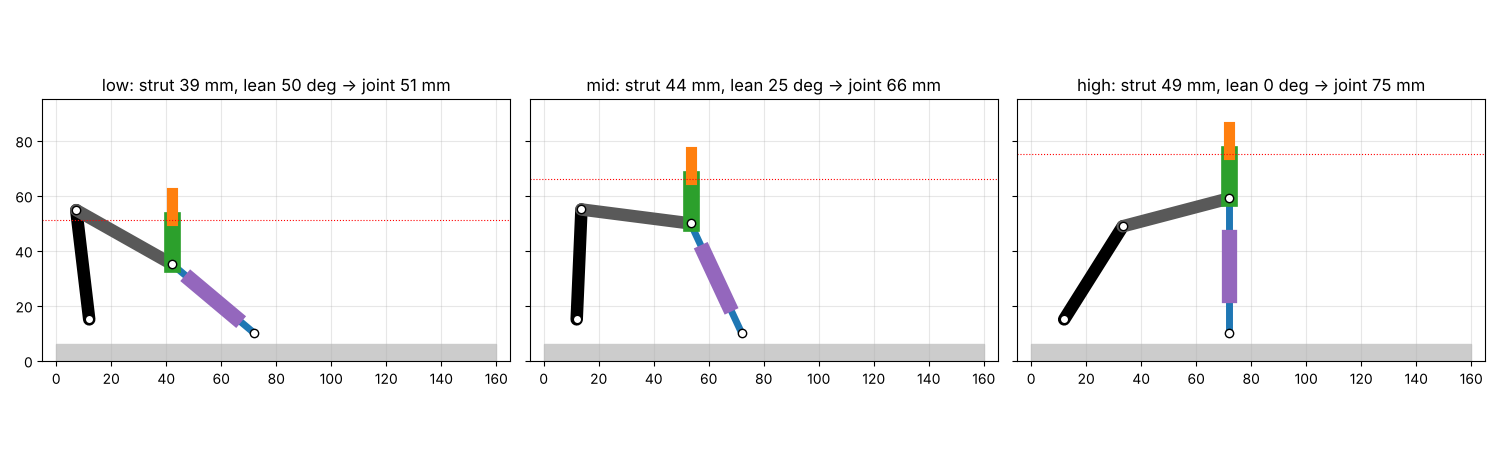 low: strut 39 mm, lean 50 deg → joint 51 mm
mid: strut 44 mm, lean 25 deg → joint 66 mm
high: strut 49 mm, lean 0 deg → joint 75 mm
80
60
40
20
0
0 20 40 60 80 100 120 140 160
0 20 40 60 80 100 120 140 160
0 20 40 60 80 100 120 140 160